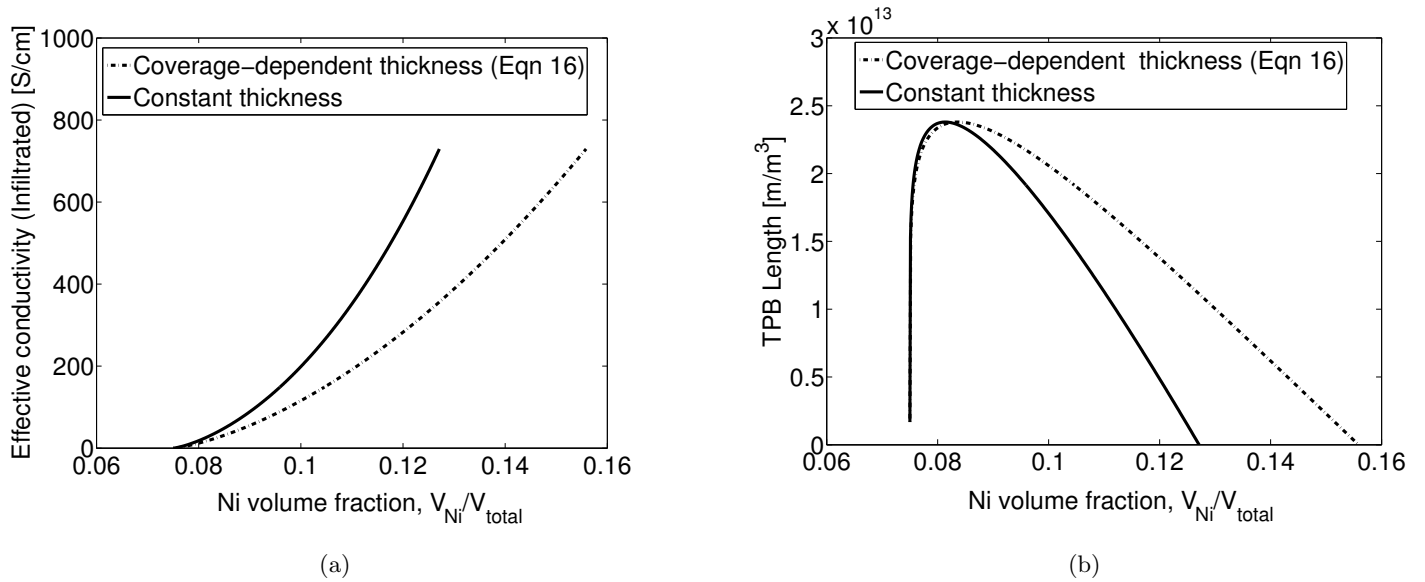 1000
800
600
400
200
0
0.06
0.08
0.1
0.12
0.14
0.16
Effective conductivity (Infiltrated) [S/cm]
Ni volume fraction, V_Ni/V_total
Coverage−dependent thickness (Eqn 16)
Constant thickness
(a)
x 10^13
3
2.5
2
1.5
1
0.5
0
0.06
0.08
0.1
0.12
0.14
0.16
TPB Length [m/m^3]
Ni volume fraction, V_Ni/V_total
Coverage−dependent thickness (Eqn 16)
Constant thickness
(b)